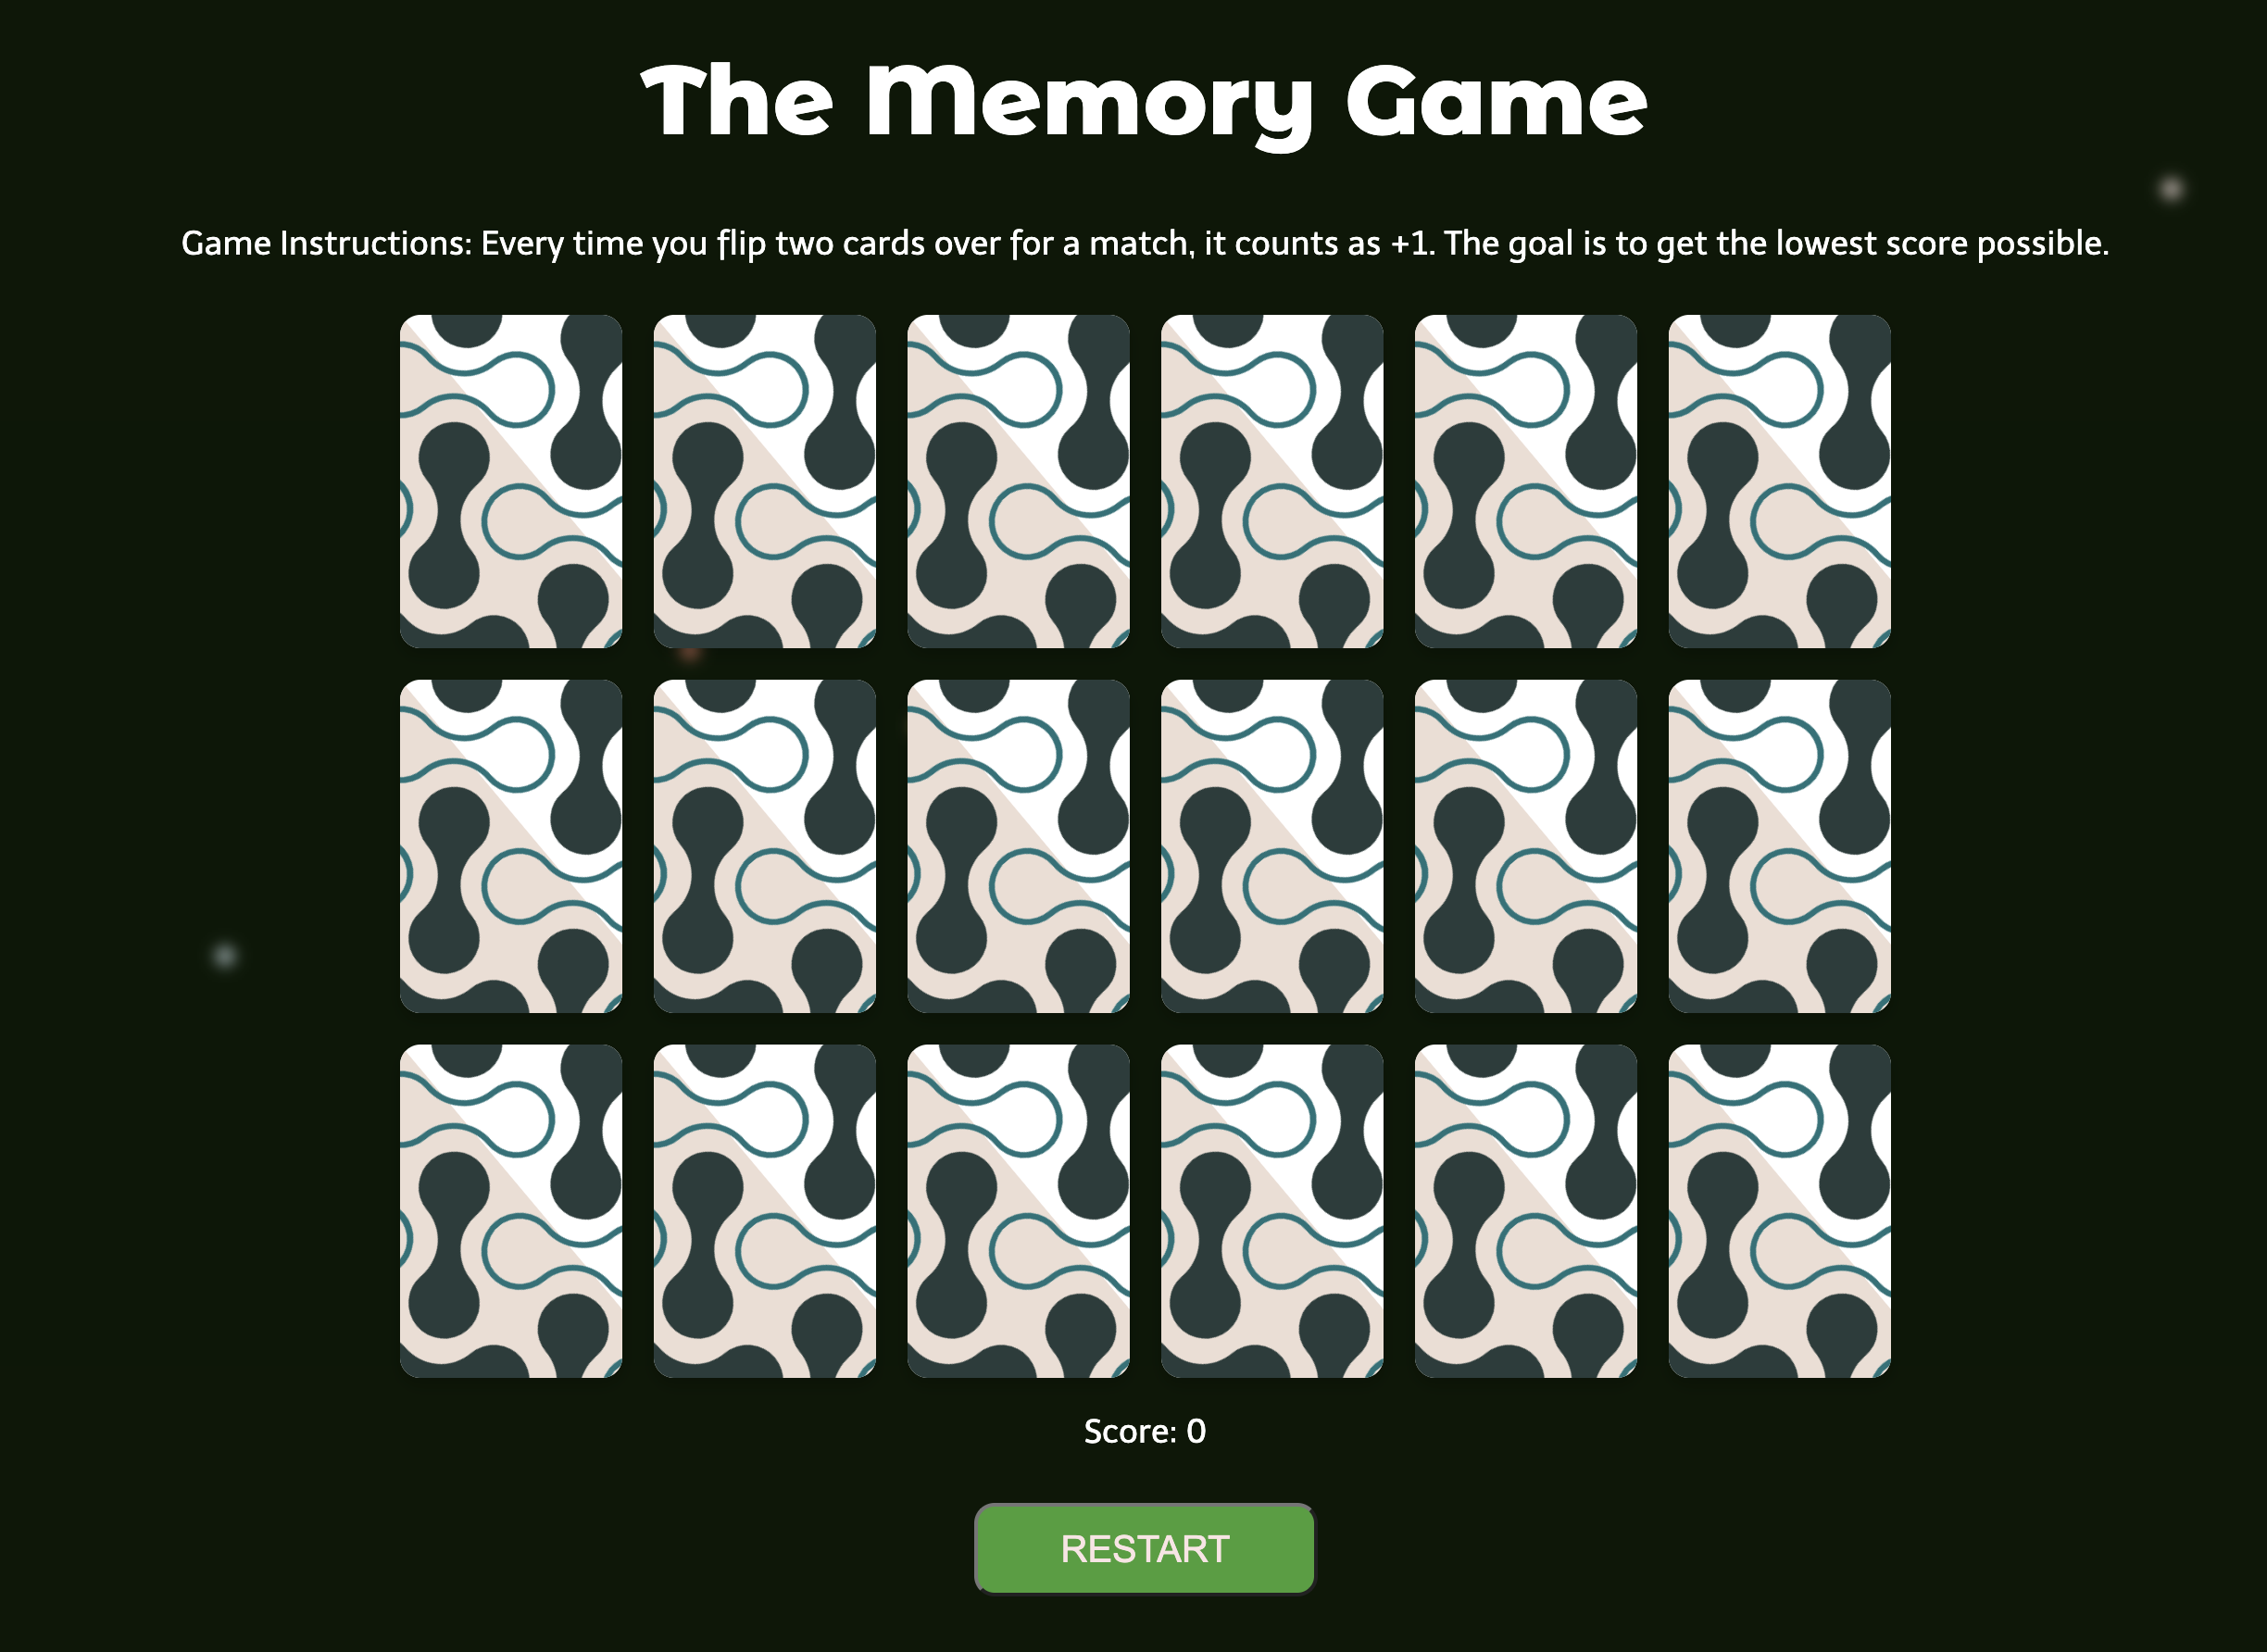 The Memory Game
Game Instructions: Every time you flip two cards over for a match, it counts as +1. The goal is to get the lowest score possible.
Score: 0
RESTART